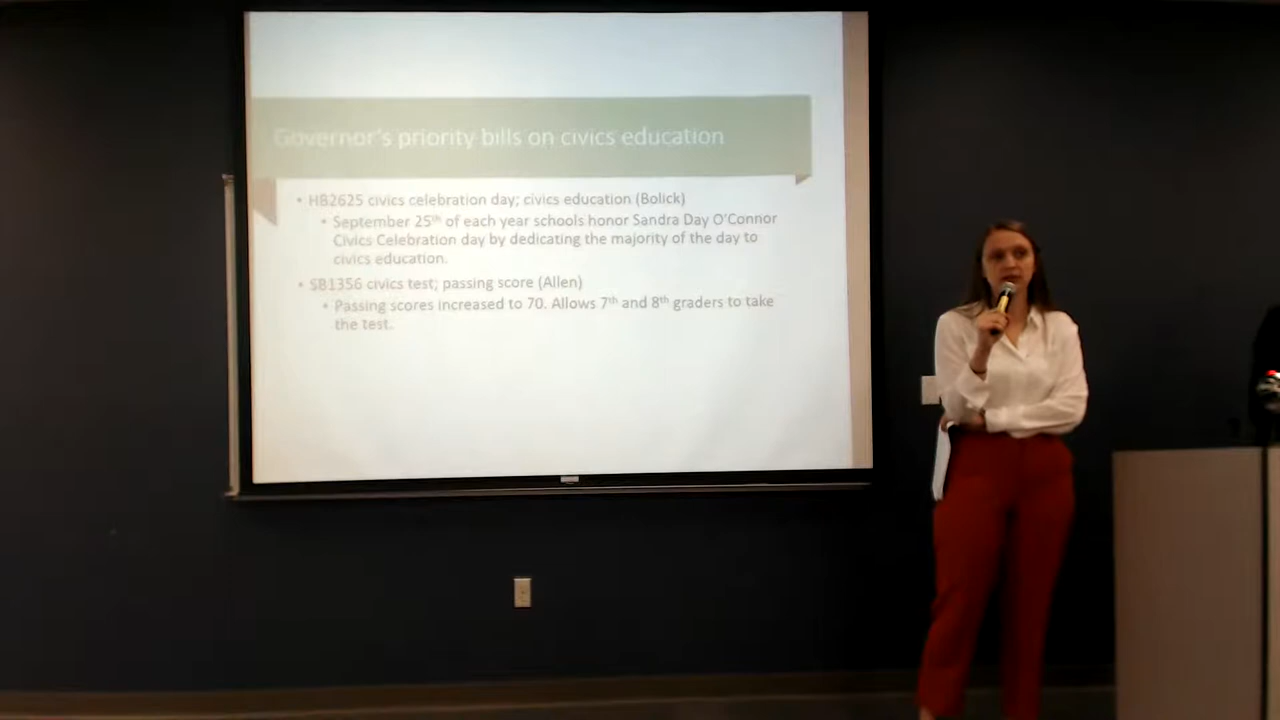 Governor's priority bills on civics education
• HB2625 civics celebration day; civics education (Bolick)
• September 25th of each year schools honor Sandra Day O'Connor
Civics Celebration day by dedicating the majority of the day to
civics education.
• SB1356 civics test; passing score (Allen)
• Passing scores increased to 70. Allows 7th and 8th graders to take
the test.